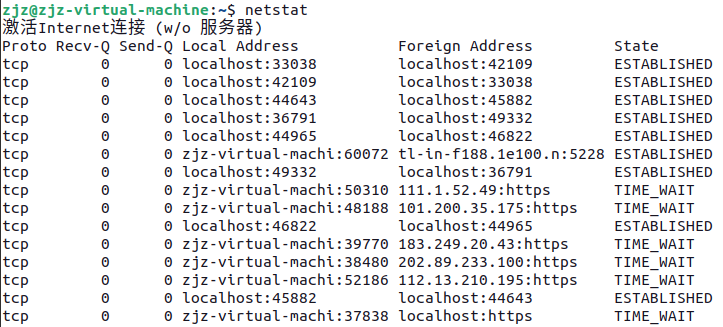 zjz@zjz-virtual-machine:~$ netstat
激活Internet连接 (w/o 服务器)
Proto Recv-Q Send-Q Local Address           Foreign Address         State
tcp        0      0 localhost:33038         localhost:42109         ESTABLISHED
tcp        0      0 localhost:42109         localhost:33038         ESTABLISHED
tcp        0      0 localhost:44643         localhost:45882         ESTABLISHED
tcp        0      0 localhost:36791         localhost:49332         ESTABLISHED
tcp        0      0 localhost:44965         localhost:46822         ESTABLISHED
tcp        0      0 zjz-virtual-machi:60072 tl-in-f188.1e100.n:5228 ESTABLISHED
tcp        0      0 localhost:49332         localhost:36791         ESTABLISHED
tcp        0      0 zjz-virtual-machi:50310 111.1.52.49:https       TIME_WAIT
tcp        0      0 zjz-virtual-machi:48188 101.200.35.175:https    TIME_WAIT
tcp        0      0 localhost:46822         localhost:44965         ESTABLISHED
tcp        0      0 zjz-virtual-machi:39770 183.249.20.43:https     TIME_WAIT
tcp        0      0 zjz-virtual-machi:38480 202.89.233.100:https    TIME_WAIT
tcp        0      0 zjz-virtual-machi:52186 112.13.210.195:https    TIME_WAIT
tcp        0      0 localhost:45882         localhost:44643         ESTABLISHED
tcp        0      0 zjz-virtual-machi:37838 localhost:https         TIME_WAIT